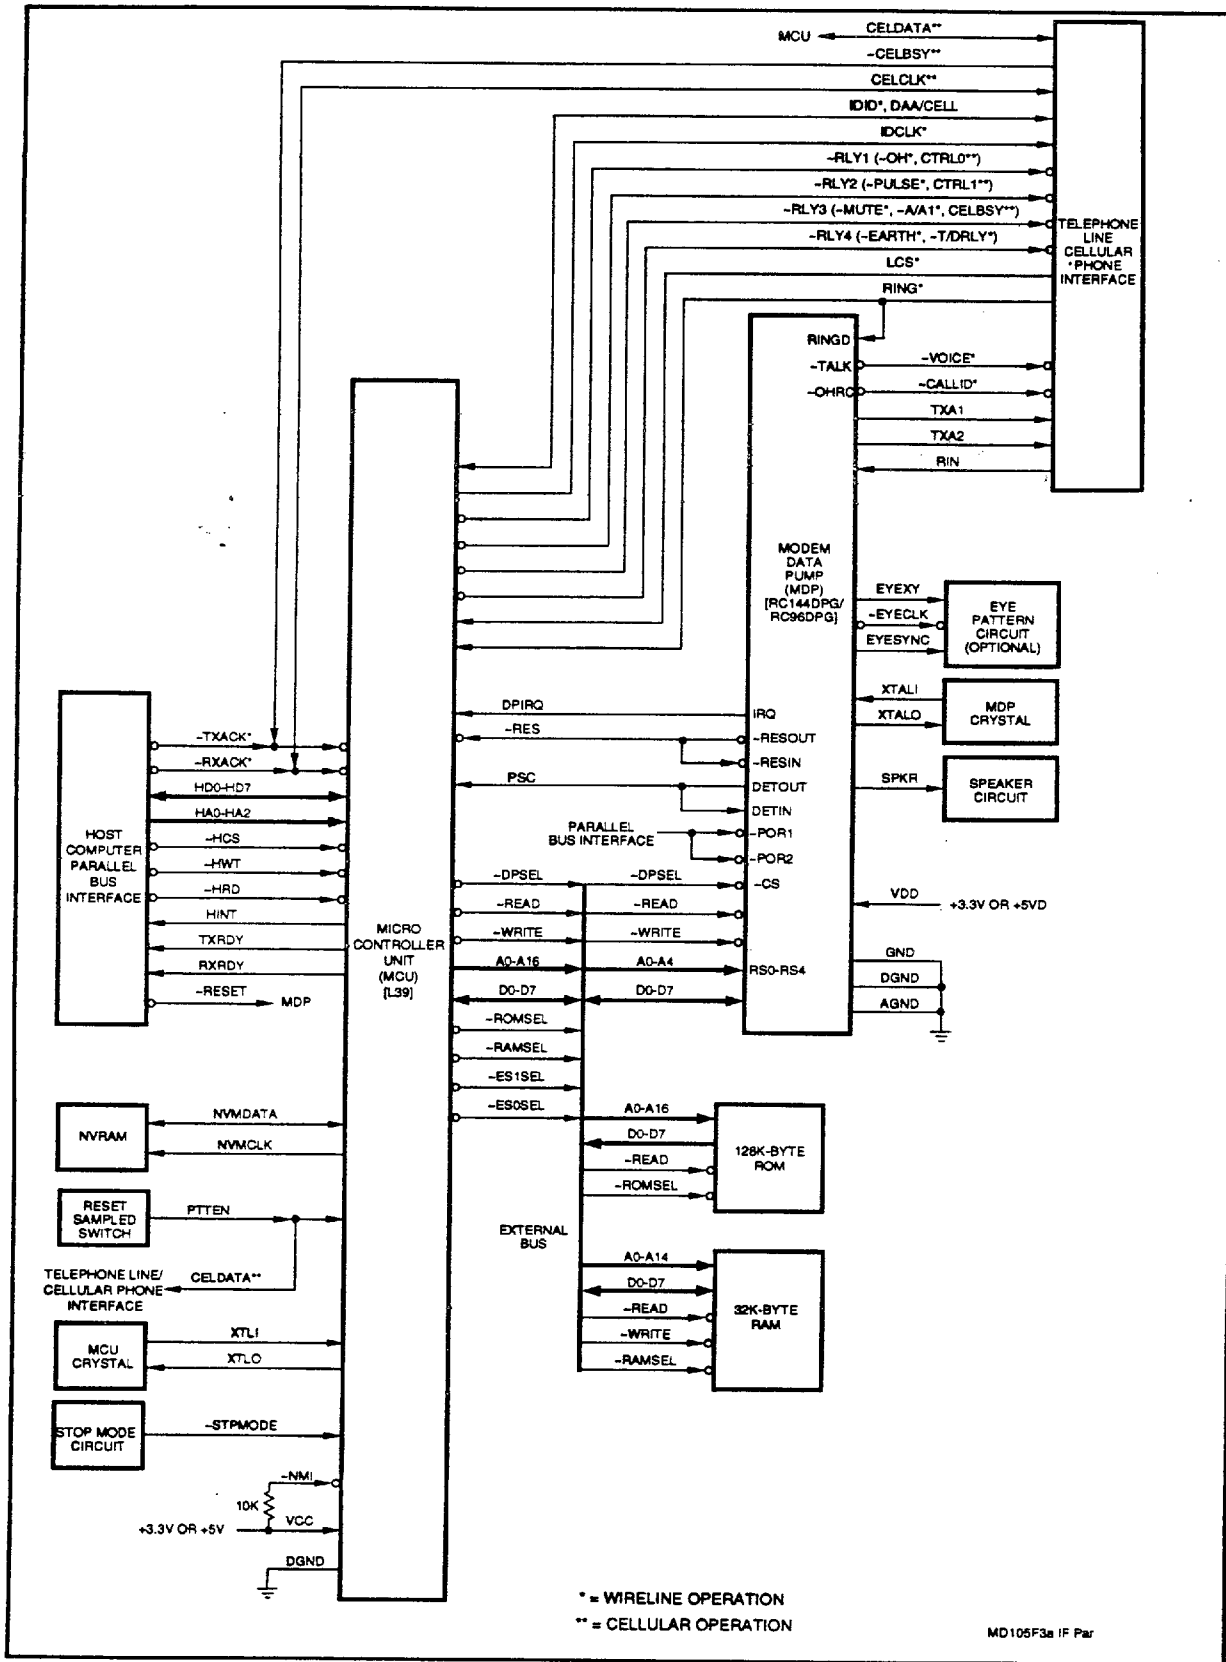 MCU
CELDATA**
~CELBSY**
CELCLK**
IDID*, DAA/CELL
IDCLK*
~RLY1 (~OH*, CTRL0**)
~RLY2 (~PULSE*, CTRL1**)
~RLY3 (~MUTE*, ~A/A1*, CELBSY**)
~RLY4 (~EARTH*, ~T/DRLY*)
LCS*
RING*
TELEPHONE
LINE
CELLULAR
PHONE
INTERFACE
RINGD
~TALK
~VOICE*
~OHRC
~CALLID*
TXA1
TXA2
RIN
MODEM
DATA
PUMP
(MDP)
[RC144DPG/
RC96DPG]
EYEXY
~EYECLK
EYESYNC
EYE
PATTERN
CIRCUIT
(OPTIONAL)
XTALI
XTALO
MDP
CRYSTAL
SPKR
SPEAKER
CIRCUIT
DPIRQ
IRQ
~RES
~RESOUT
~RESIN
PSC
DETOUT
DETIN
PARALLEL
BUS INTERFACE
~POR1
~POR2
~DPSEL
~DPSEL
~CS
~READ
~READ
~WRITE
~WRITE
A0-A16
A0-A4
RS0-RS4
D0-D7
D0-D7
~ROMSEL
~RAMSEL
~ES1SEL
~ES0SEL
VDD
+3.3V OR +5VD
GND
DGND
AGND
HOST
COMPUTER
PARALLEL
BUS
INTERFACE
~TXACK*
~RXACK*
HD0-HD7
HA0-HA2
~HCS
~HWT
~HRD
HINT
TXRDY
RXRDY
~RESET
MDP
MICRO
CONTROLLER
UNIT
(MCU)
[L39]
NVRAM
NVMDATA
NVMCLK
RESET
SAMPLED
SWITCH
PTTEN
TELEPHONE LINE/
CELLULAR PHONE
INTERFACE
CELDATA**
MCU
CRYSTAL
XTLI
XTLO
STOP MODE
CIRCUIT
~STPMODE
~NMI
10K
+3.3V OR +5V
VCC
DGND
A0-A16
D0-D7
~READ
~ROMSEL
128K-BYTE
ROM
EXTERNAL
BUS
A0-A14
D0-D7
~READ
~WRITE
~RAMSEL
32K-BYTE
RAM
* = WIRELINE OPERATION
** = CELLULAR OPERATION
MD105F3a IF Par